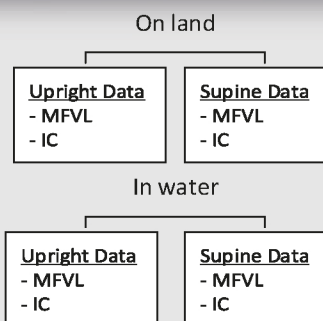 On land
Upright Data
- MFVL
- IC
Supine Data
- MFVL
- IC
In water
Upright Data
- MFVL
- IC
Supine Data
- MFVL
- IC